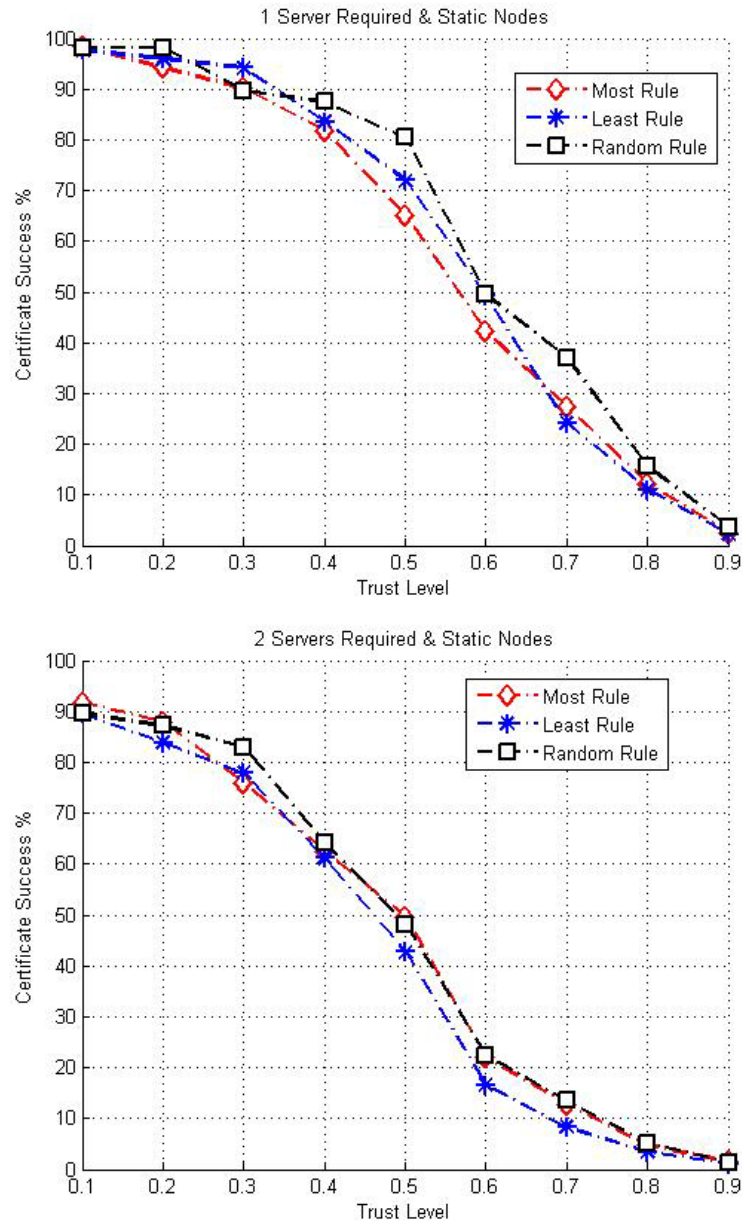 1 Server Required & Static Nodes
100
90
80
70
60
50
40
30
20
10
0
Certificate Success %
Most Rule
Least Rule
Random Rule
0.1 0.2 0.3 0.4 0.5 0.6 0.7 0.8 0.9
Trust Level
2 Servers Required & Static Nodes
100
90
80
70
60
50
40
30
20
10
0
Certificate Success %
Most Rule
Least Rule
Random Rule
0.1 0.2 0.3 0.4 0.5 0.6 0.7 0.8 0.9
Trust Level